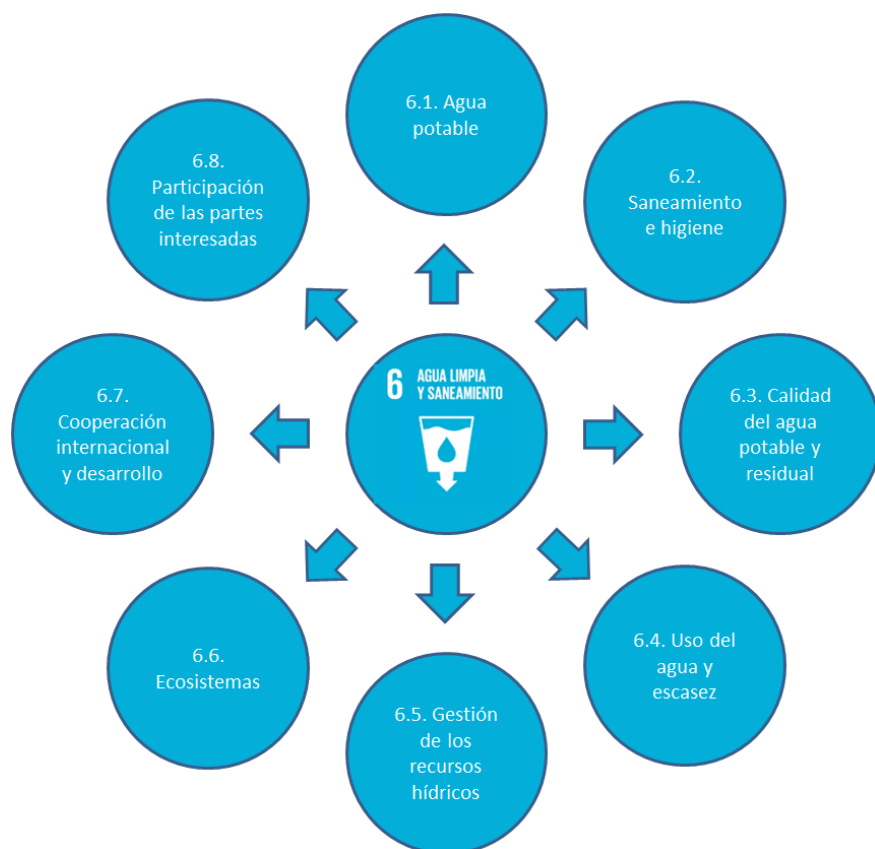 6.1. Agua
potable
6.2.
Saneamiento
e higiene
6.3. Calidad
del agua
potable y
residual
6.4. Uso del
agua y
escasez
6.5. Gestión
de los
recursos
hídricos
6.6.
Ecosistemas
6.7.
Cooperación
internacional
y desarrollo
6.8.
Participación
de las partes
interesadas
6 AGUA LIMPIA
Y SANEAMIENTO